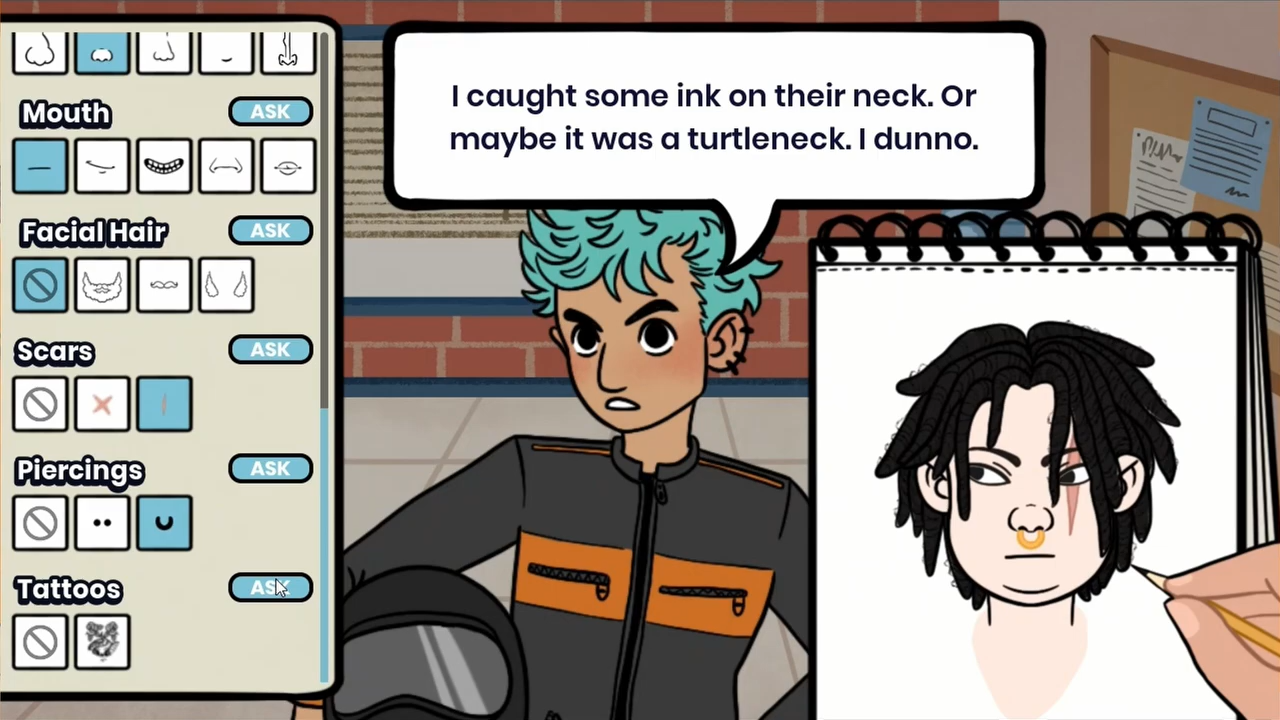 I caught some ink on their neck. Or
maybe it was a turtleneck. I dunno.
Mouth ASK
Facial Hair ASK
Scars ASK
Piercings ASK
Tattoos ASK